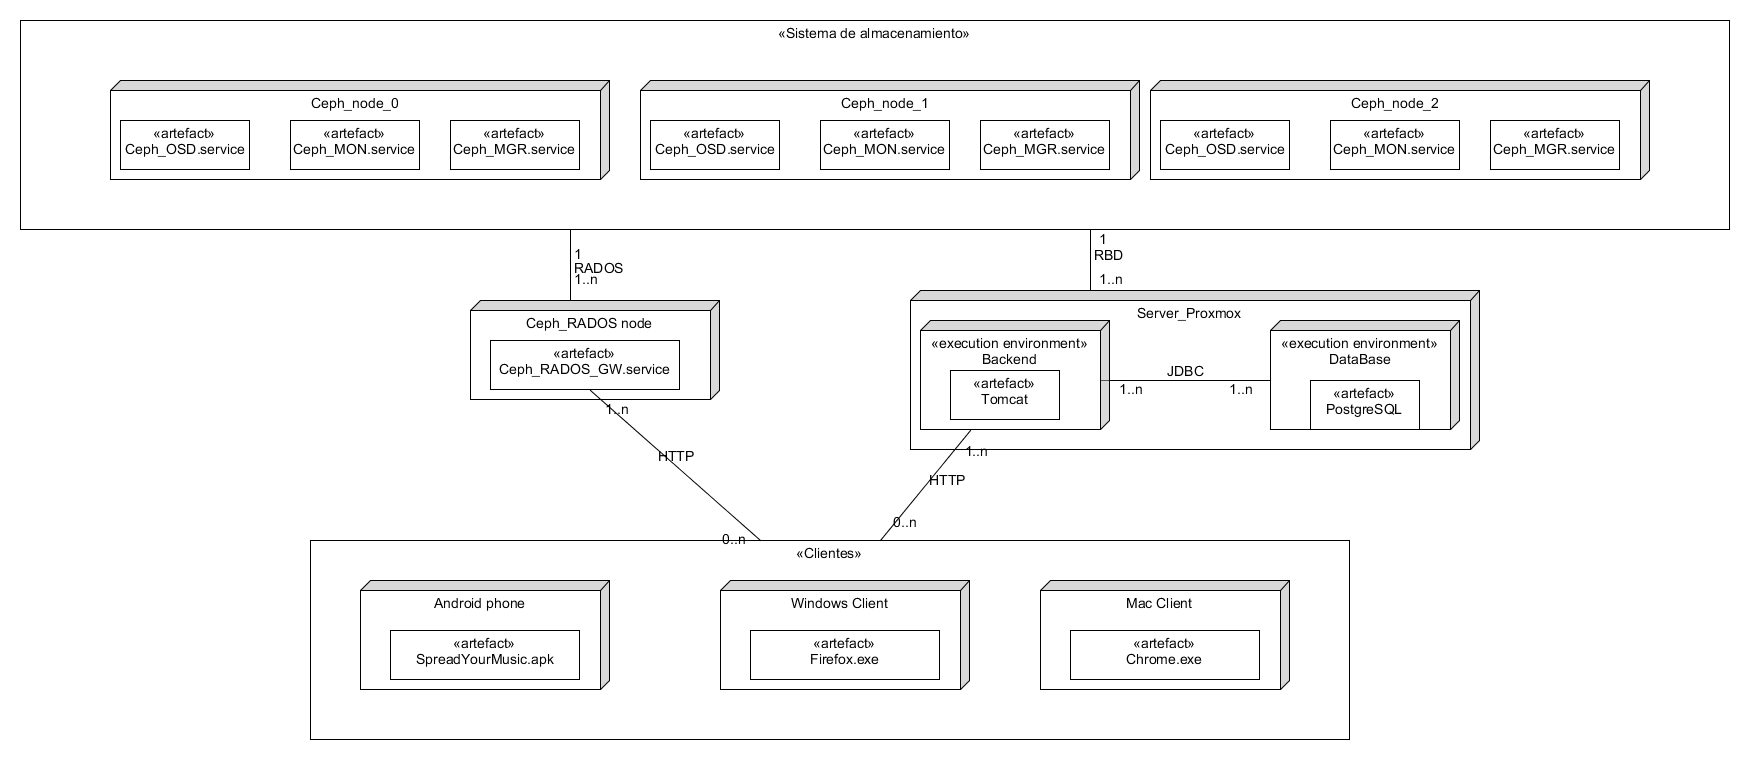 «Sistema de almacenamiento»
Ceph_node_0
«artefact»
Ceph_OSD.service
«artefact»
Ceph_MON.service
«artefact»
Ceph_MGR.service
Ceph_node_1
«artefact»
Ceph_OSD.service
«artefact»
Ceph_MON.service
«artefact»
Ceph_MGR.service
Ceph_node_2
«artefact»
Ceph_OSD.service
«artefact»
Ceph_MON.service
«artefact»
Ceph_MGR.service
1
RADOS
1..n
1
RBD
1..n
Ceph_RADOS node
«artefact»
Ceph_RADOS_GW.service
1..n
HTTP
0..n
Server_Proxmox
«execution environment»
Backend
«artefact»
Tomcat
JDBC
1..n
1..n
«execution environment»
DataBase
«artefact»
PostgreSQL
1..n
HTTP
0..n
«Clientes»
Android phone
«artefact»
SpreadYourMusic.apk
Windows Client
«artefact»
Firefox.exe
Mac Client
«artefact»
Chrome.exe